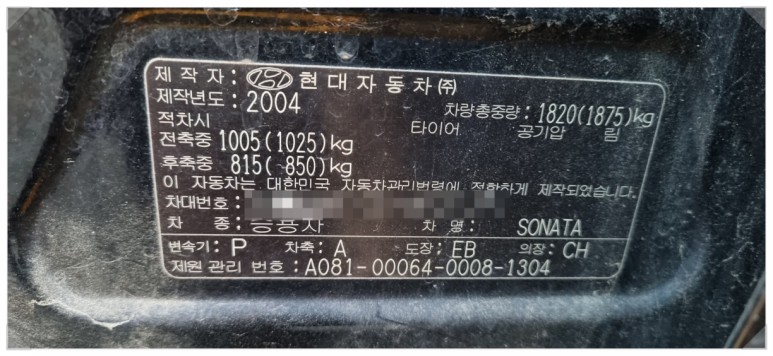 제 작 자 : 현대자동차(주)
제작년도 : 2004
차량총중량 : 1820(1875)kg
적차시
타이어 공기압 림
전축중 1005(1025)kg
후축중 815( 850)kg
이 자동차는 대한민국 자동차관리법령에 적합하게 제작되었습니다.
차대번호 :
차 종 : 승용차 차 명 : SONATA
변속기 : P 차축 : A 도장 : EB 의장 : CH
제원 관리 번호 : A081-00064-0008-1304